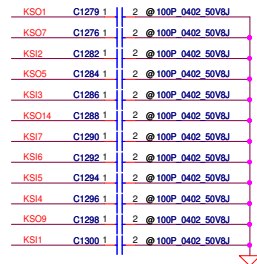 KSO1 C1279 1 2 @ 100P_0402_50V8J
KSO7 C1276 1 2 @ 100P_0402_50V8J
KSI2 C1282 1 2 @ 100P_0402_50V8J
KSO5 C1284 1 2 @ 100P_0402_50V8J
KSI3 C1286 1 2 @ 100P_0402_50V8J
KSO14 C1288 1 2 @ 100P_0402_50V8J
KSI7 C1290 1 2 @ 100P_0402_50V8J
KSI6 C1292 1 2 @ 100P_0402_50V8J
KSI5 C1294 1 2 @ 100P_0402_50V8J
KSI4 C1296 1 2 @ 100P_0402_50V8J
KSO9 C1298 1 2 @ 100P_0402_50V8J
KSI1 C1300 1 2 @ 100P_0402_50V8J